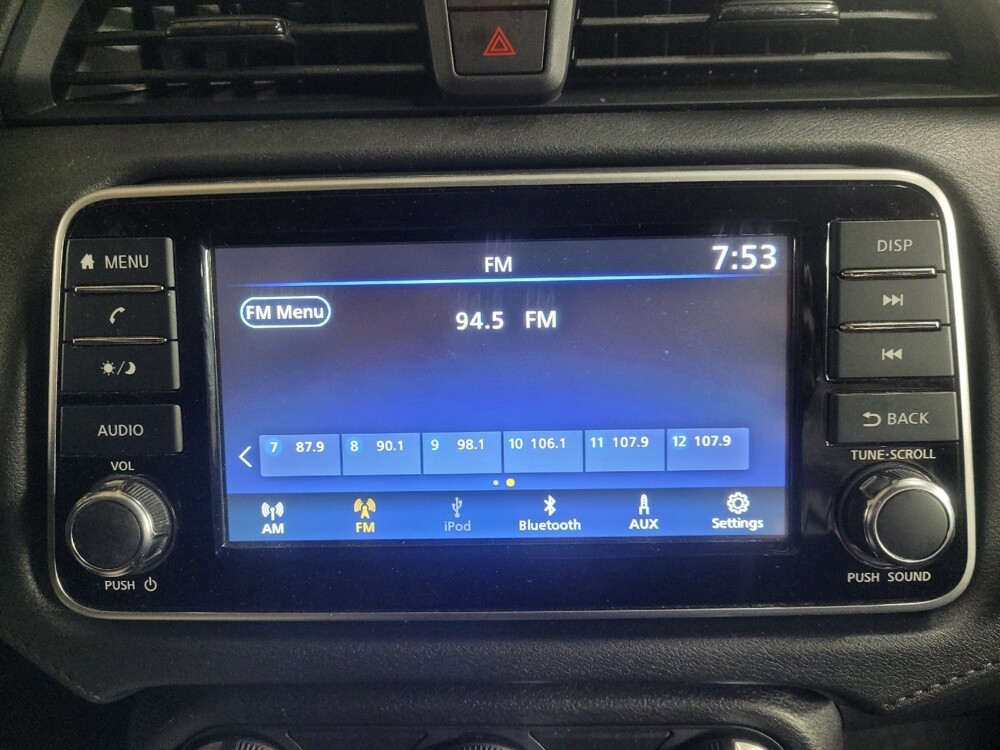 FM 7:53
FM Menu
94.5 FM
7 87.9 8 90.1 9 98.1 10 106.1 11 107.9 12 107.9
AM FM iPod Bluetooth AUX Settings
MENU
AUDIO
VOL
PUSH
DISP
BACK
TUNE·SCROLL
PUSH SOUND